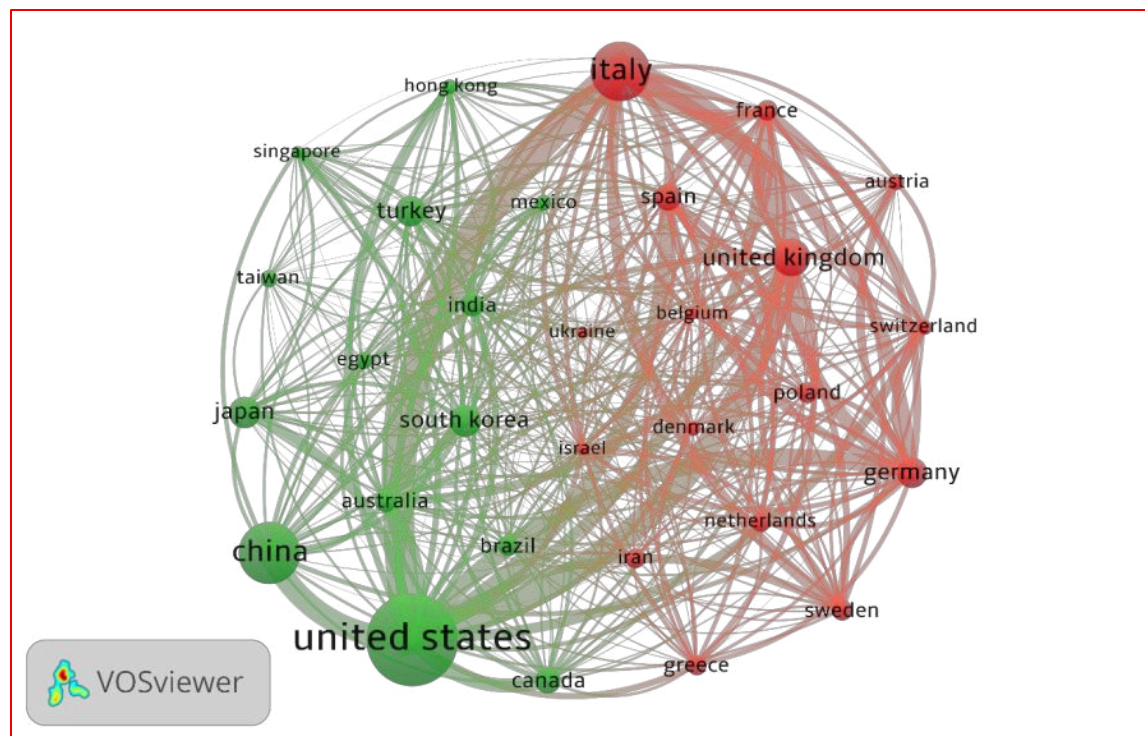 italy
hong kong
france
singapore
austria
spain
mexico
turkey
united kingdom
taiwan
india
belgium
switzerland
ukraine
egypt
poland
japan
south korea
denmark
israel
germany
australia
netherlands
brazil
china
iran
sweden
united states
greece
canada
VOSviewer